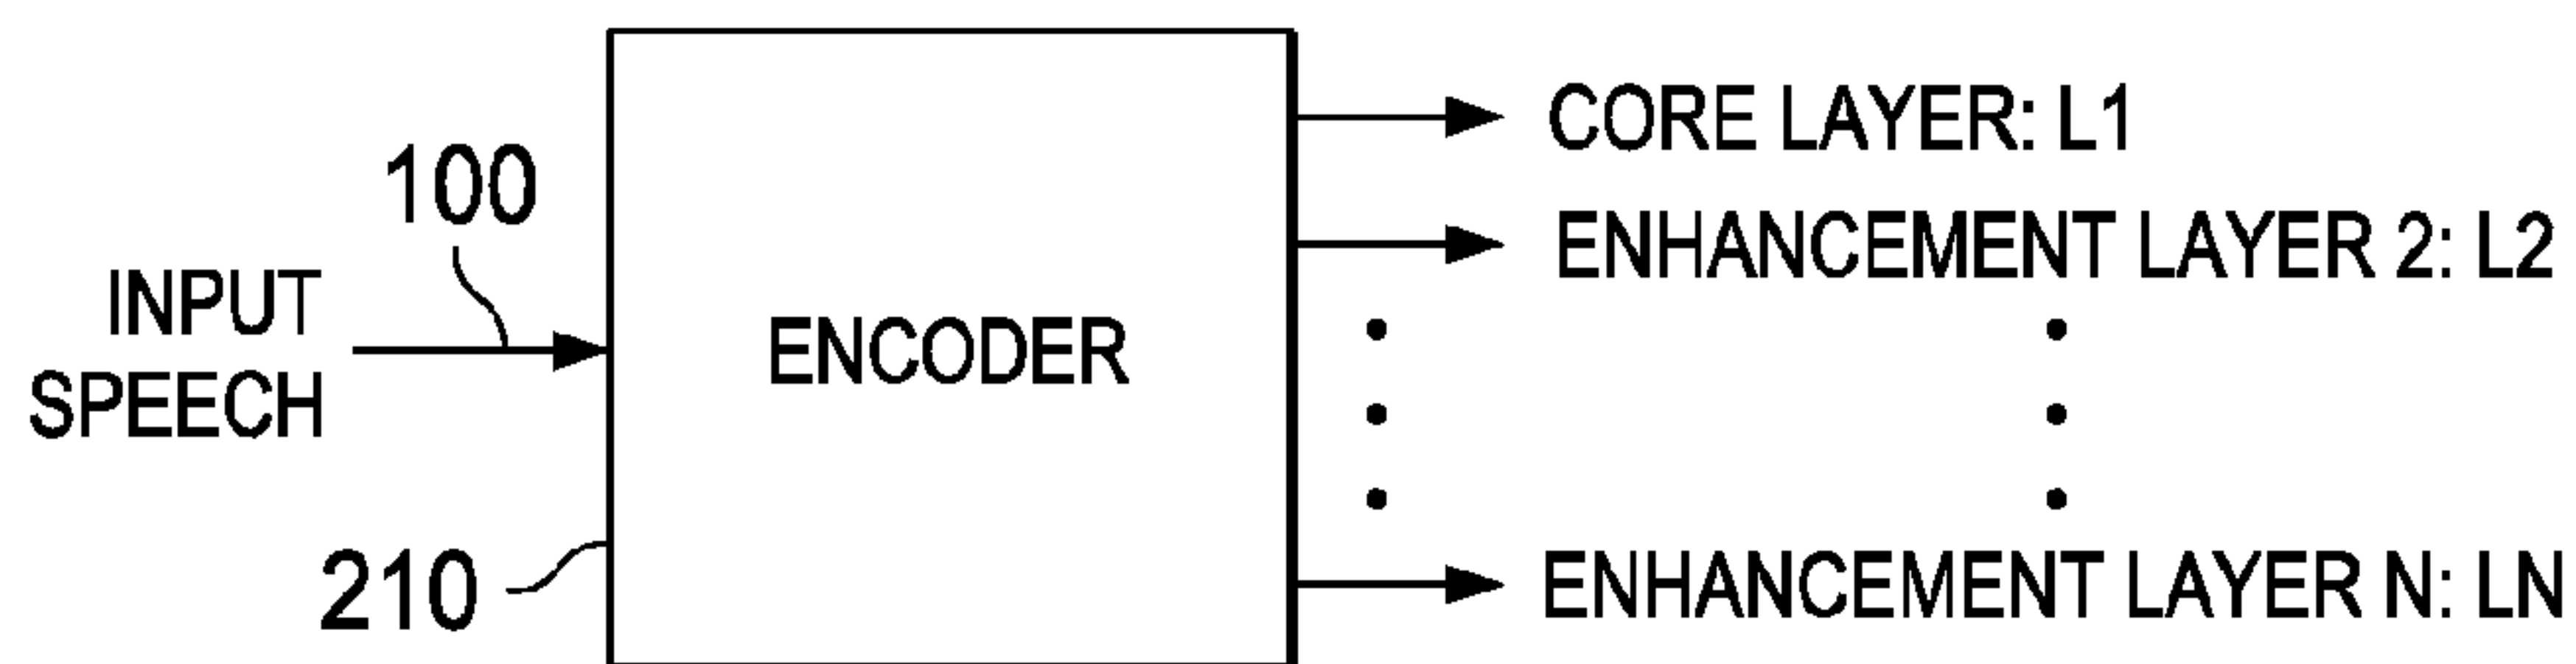 INPUT
SPEECH
100
210
ENCODER
CORE LAYER: L1
ENHANCEMENT LAYER 2: L2
ENHANCEMENT LAYER N: LN